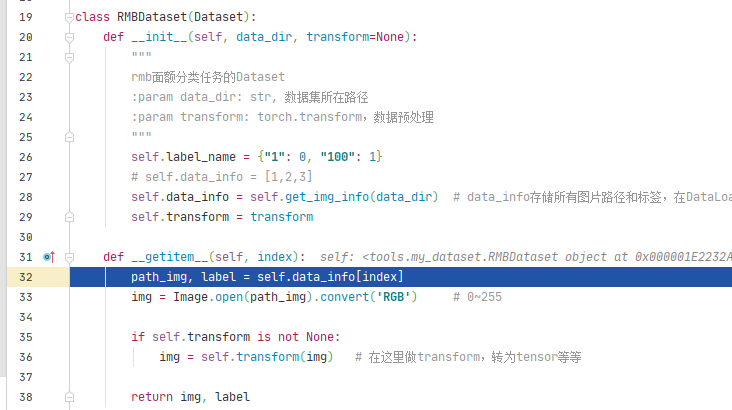 19 class RMBDataset(Dataset):
20 def __init__(self, data_dir, transform=None):
21 """
22 rmb面额分类任务的Dataset
23 :param data_dir: str, 数据集所在路径
24 :param transform: torch.transform，数据预处理
25 """
26 self.label_name = {"1": 0, "100": 1}
27 # self.data_info = [1,2,3]
28 self.data_info = self.get_img_info(data_dir) # data_info存储所有图片路径和标签，在DataLoa
29 self.transform = transform
30
31 def __getitem__(self, index): self: <tools.my_dataset.RMBDataset object at 0x000001E2232A
32 path_img, label = self.data_info[index]
33 img = Image.open(path_img).convert('RGB') # 0~255
34
35 if self.transform is not None:
36 img = self.transform(img) # 在这里做transform，转为tensor等等
37
38 return img, label